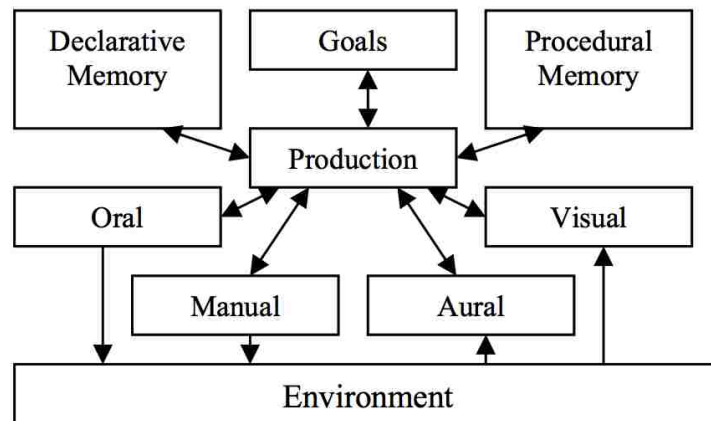 Declarative
Memory
Goals
Procedural
Memory
Production
Oral
Visual
Manual
Aural
Environment